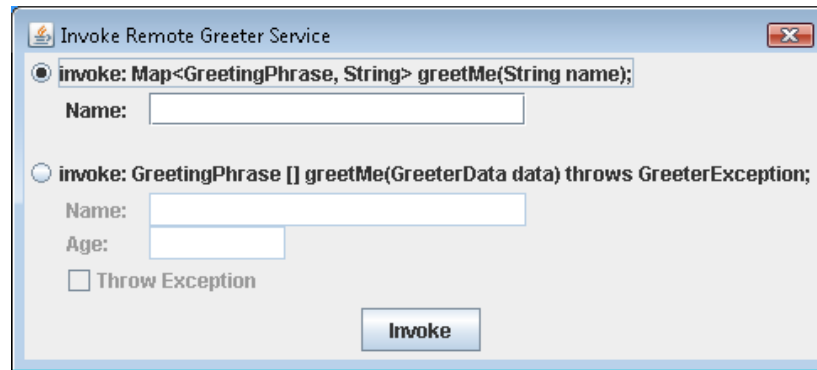 Invoke Remote Greeter Service
invoke: Map<GreetingPhrase, String> greetMe(String name);
Name:
invoke: GreetingPhrase [] greetMe(GreeterData data) throws GreeterException;
Name:
Age:
Throw Exception
Invoke